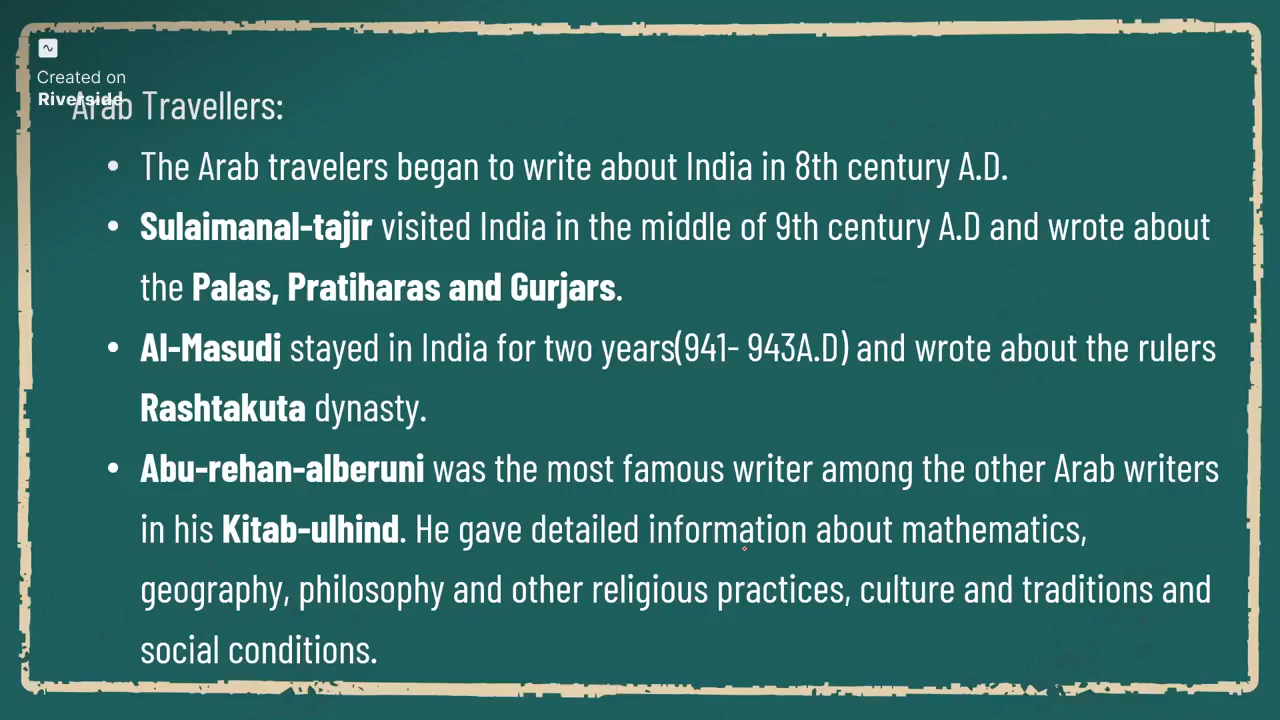 Created on
Riverside
Arab Travellers:
• The Arab travelers began to write about India in 8th century A.D.
• Sulaimanal-tajir visited India in the middle of 9th century A.D and wrote about
the Palas, Pratiharas and Gurjars.
• Al-Masudi stayed in India for two years(941- 943A.D) and wrote about the rulers
Rashtakuta dynasty.
• Abu-rehan-alberuni was the most famous writer among the other Arab writers
in his Kitab-ulhind. He gave detailed information about mathematics,
geography, philosophy and other religious practices, culture and traditions and
social conditions.